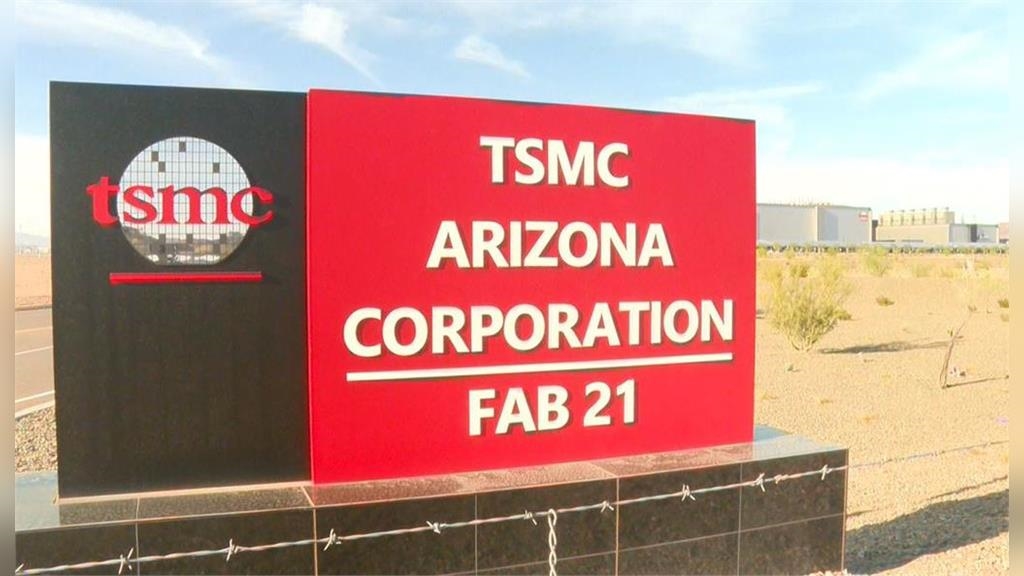 tsmc
TSMC
ARIZONA
CORPORATION
FAB 21